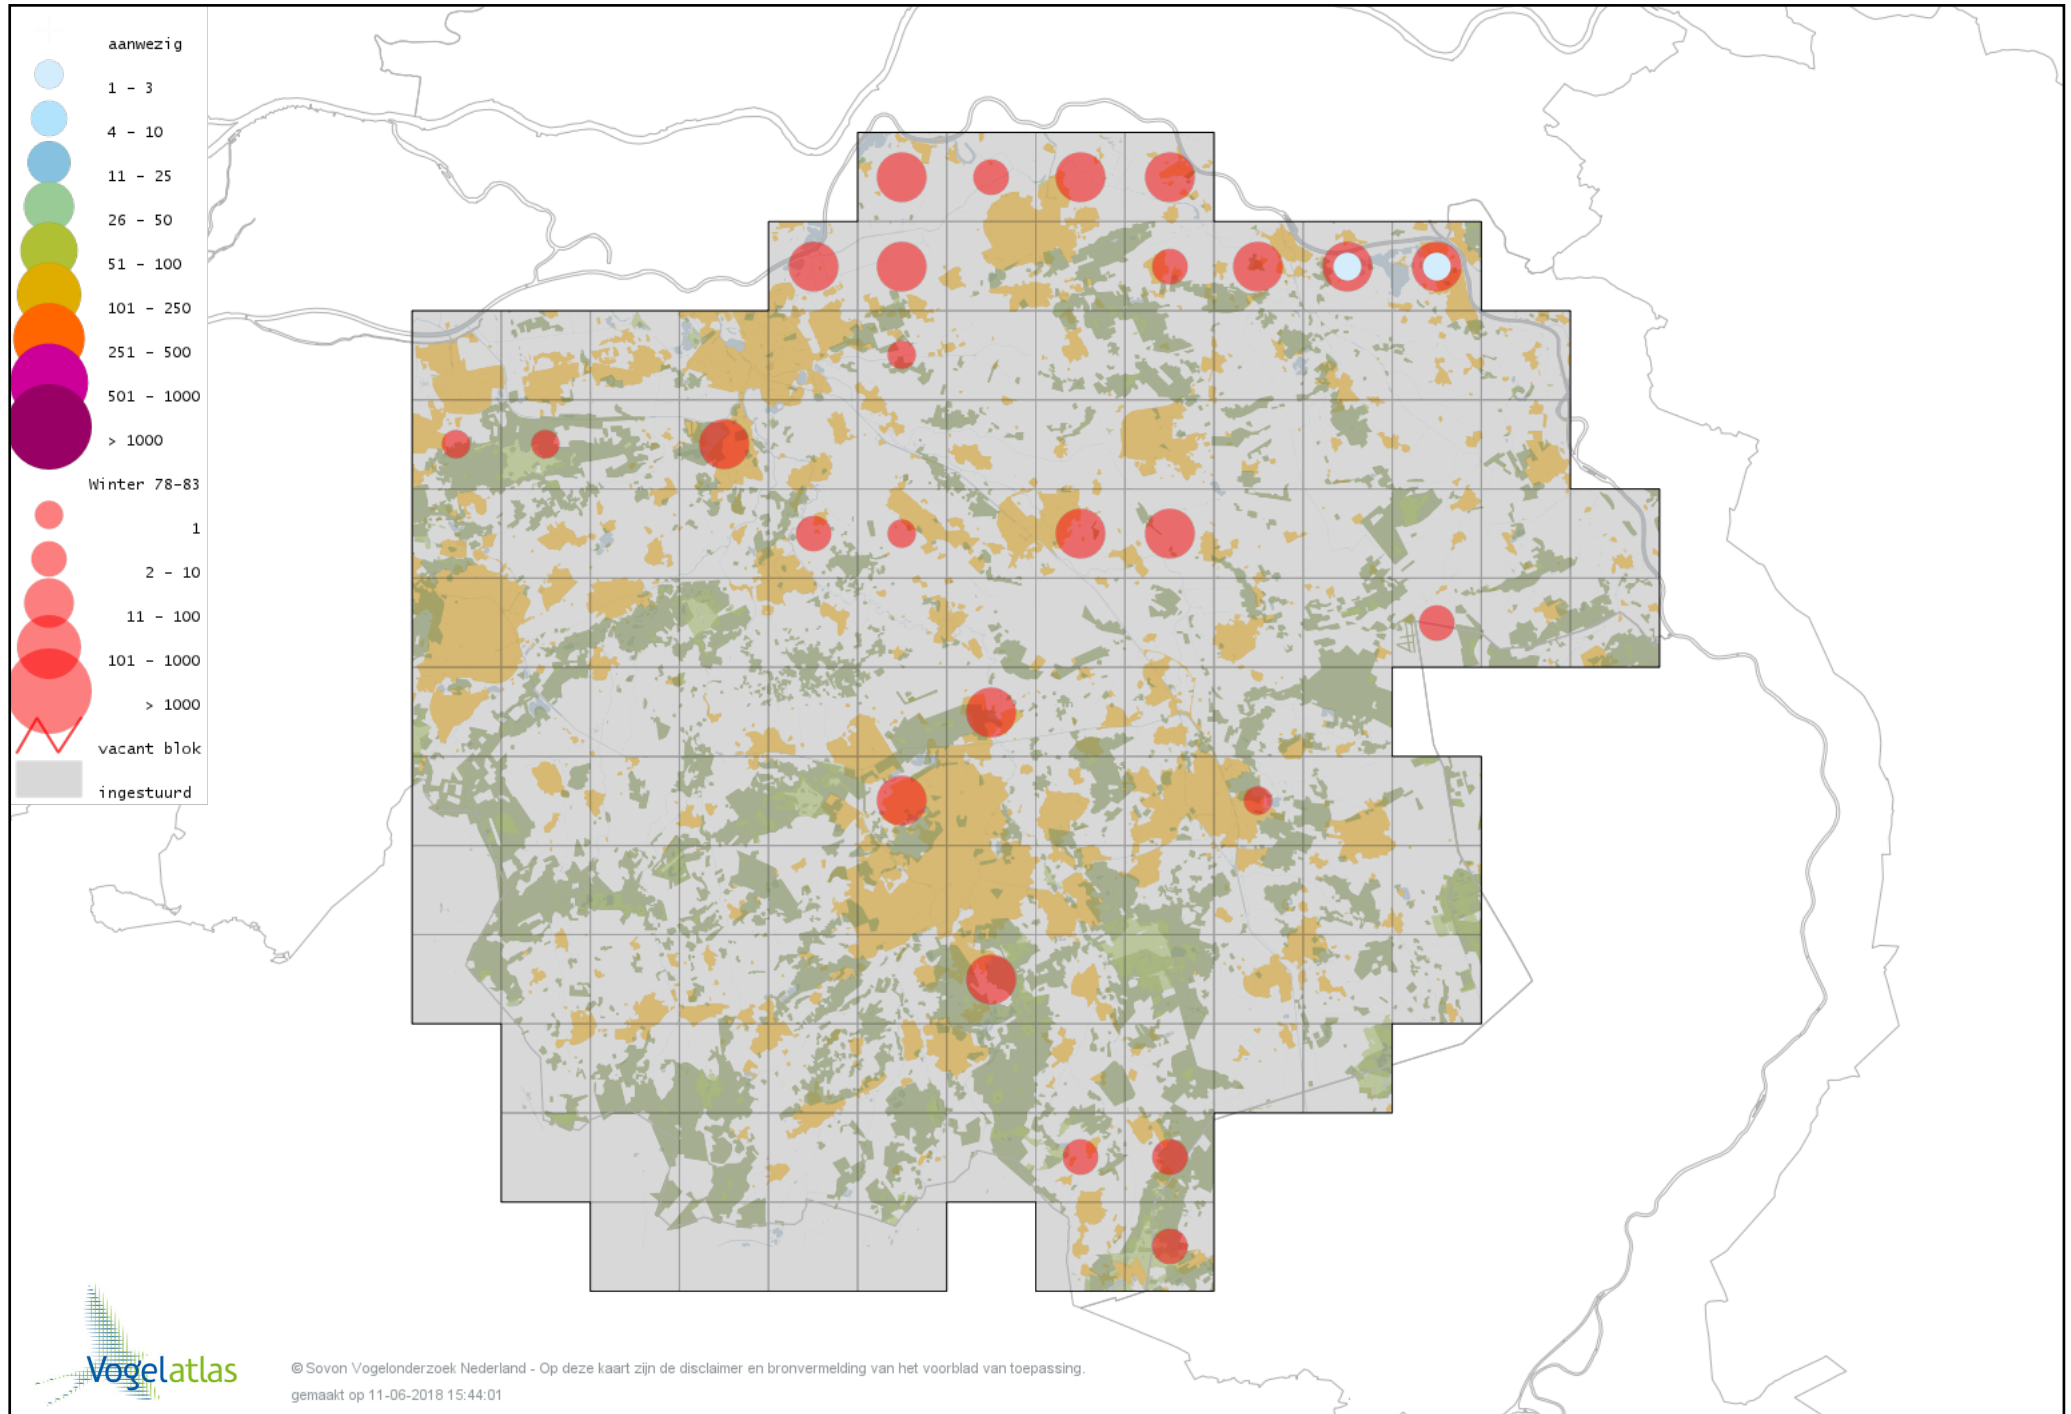 aanwezig
1 - 3
4 - 10
11 - 25
26 - 50
51 - 100
101 - 250
251 - 500
501 - 1000
> 1000
Winter 78-83
1
2 - 10
11 - 100
101 - 1000
> 1000
vacant blok
ingestuurd
Vogelatlas
© Sovon Vogelonderzoek Nederland - Op deze kaart zijn de disclaimer en bronvermelding van het voorblad van toepassing.
gemaakt op 11-06-2018 15:44:01